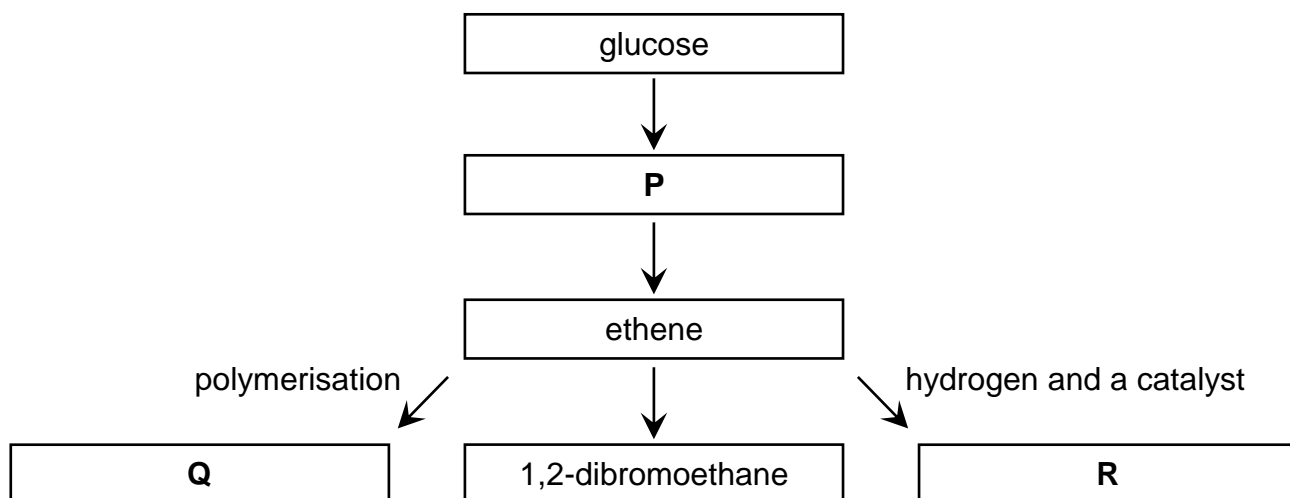 glucose
P
ethene
polymerisation
hydrogen and a catalyst
Q
1,2-dibromoethane
R